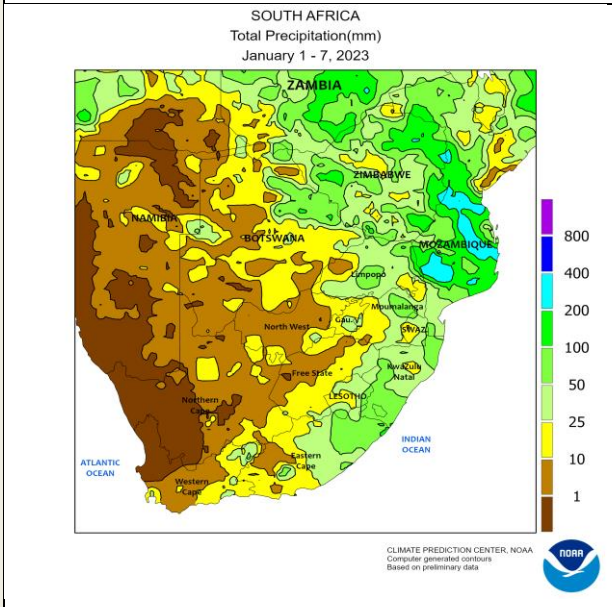 SOUTH AFRICA
Total Precipitation(mm)
January 1 - 7, 2023
ZAMBIA
ZIMBABWE
NAMIBIA
BOTSWANA
MOZAMBIQUE
Limpopo
Moumalanga
North West
Gau.
SWAZ.
Free State
KwaZulu
Natal
LESOTHO
Northern
Cape
Eastern
Cape
Western
Cape
ATLANTIC
OCEAN
INDIAN
OCEAN
800
400
200
100
50
25
10
1
CLIMATE PREDICTION CENTER, NOAA
Computer generated contours
Based on preliminary data
NOAA